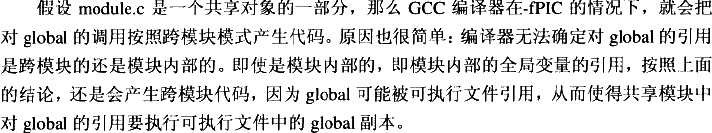 假设 module.c 是一个共享对象的一部分，那么 GCC 编译器在-fPIC 的情况下，就会把
对 global 的调用按照跨模块模式产生代码。原因也很简单：编译器无法确定对 global 的引用
是跨模块的还是模块内部的。即使是模块内部的，即模块内部的全局变量的引用，按照上面
的结论，还是会产生跨模块代码，因为 global 可能被可执行文件引用，从而使得共享模块中
对 global 的引用要执行可执行文件中的 global 副本。